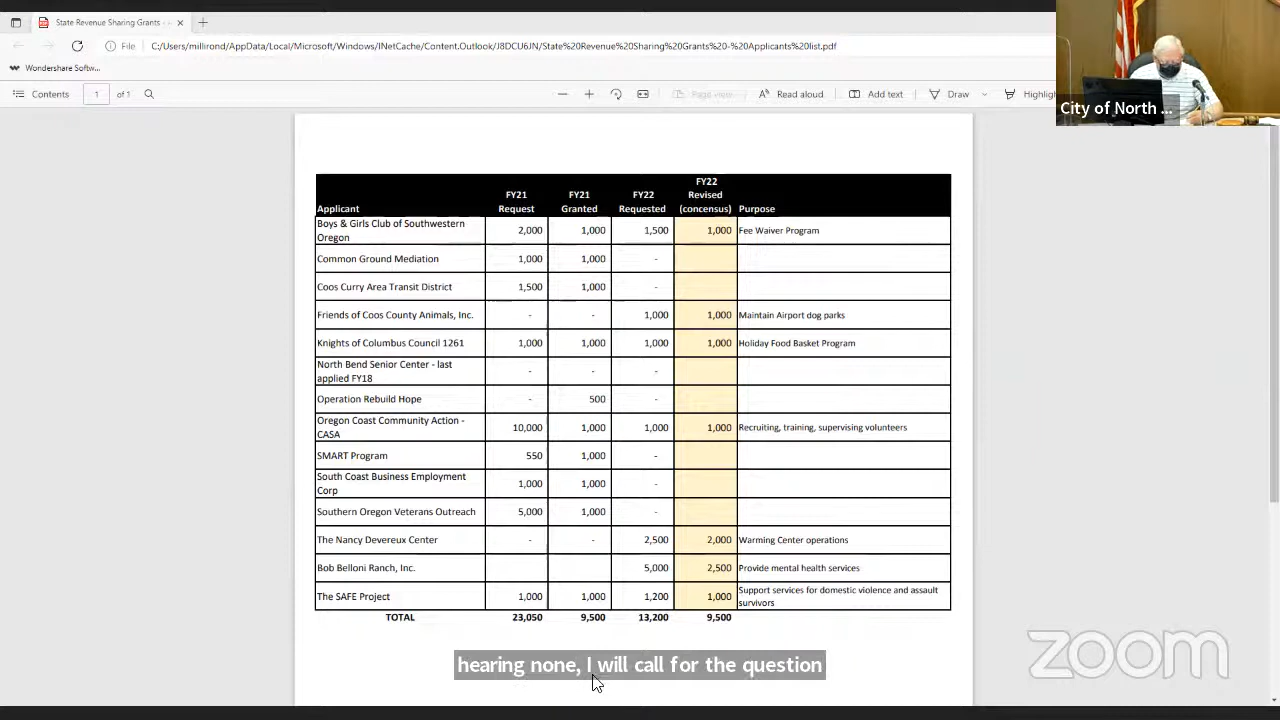 State Revenue Sharing Grants -
File
C:/Users/millirond/AppData/Local/Microsoft/Windows/INetCache/Content.Outlook/J8DCU6JN/State%20Revenue%20Sharing%20Grants%20-%20Applicants%20list.pdf
Wondershare Softw...
Contents 1 of 1 Page view Read aloud Add text Draw Highligh
City of North ...
Applicant FY21 Request FY21 Granted FY22 Requested FY22 Revised (concensus) Purpose
Boys & Girls Club of Southwestern Oregon 2,000 1,000 1,500 1,000 Fee Waiver Program
Common Ground Mediation 1,000 1,000 -
Coos Curry Area Transit District 1,500 1,000 -
Friends of Coos County Animals, Inc. - - 1,000 1,000 Maintain Airport dog parks
Knights of Columbus Council 1261 1,000 1,000 1,000 1,000 Holiday Food Basket Program
North Bend Senior Center - last applied FY18 - - -
Operation Rebuild Hope - 500 -
Oregon Coast Community Action - CASA 10,000 1,000 1,000 1,000 Recruiting, training, supervising volunteers
SMART Program 550 1,000 -
South Coast Business Employment Corp 1,000 1,000 -
Southern Oregon Veterans Outreach 5,000 1,000 -
The Nancy Devereux Center - - 2,500 2,000 Warming Center operations
Bob Belloni Ranch, Inc. 5,000 2,500 Provide mental health services
The SAFE Project 1,000 1,000 1,200 1,000 Support services for domestic violence and assault survivors
TOTAL 23,050 9,500 13,200 9,500
hearing none, I will call for the question
zoom